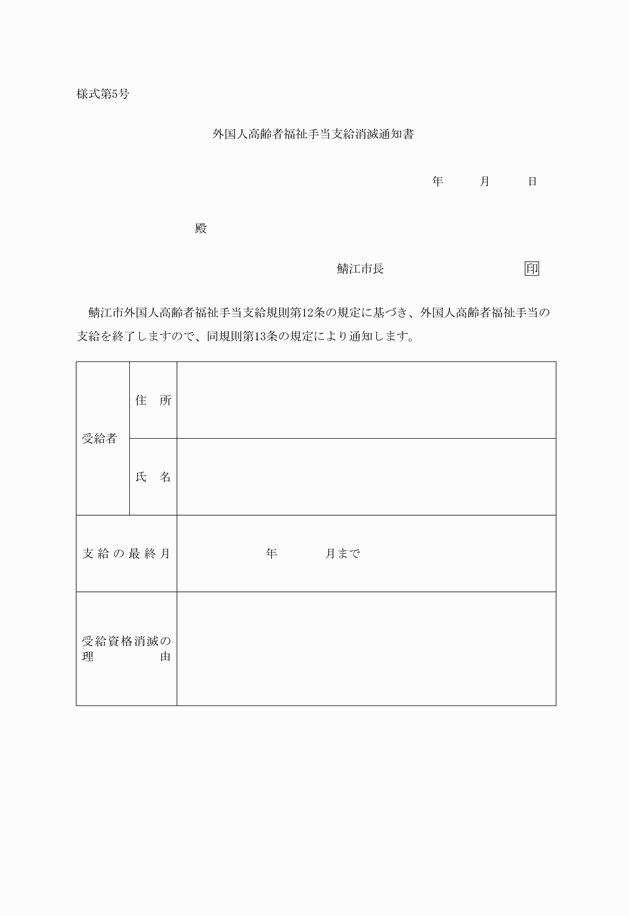 様式第5号
外国人高齢者福祉手当支給消滅通知書
年　　　月　　　日
殿
鯖江市長　　　　　　　　　　　　印
　鯖江市外国人高齢者福祉手当支給規則第12条の規定に基づき、外国人高齢者福祉手当の
支給を終了しますので、同規則第13条の規定により通知します。
受給者
住　所
氏　名
支給の最終月
年　　　　月まで
受給資格消滅の
理　　　　　由